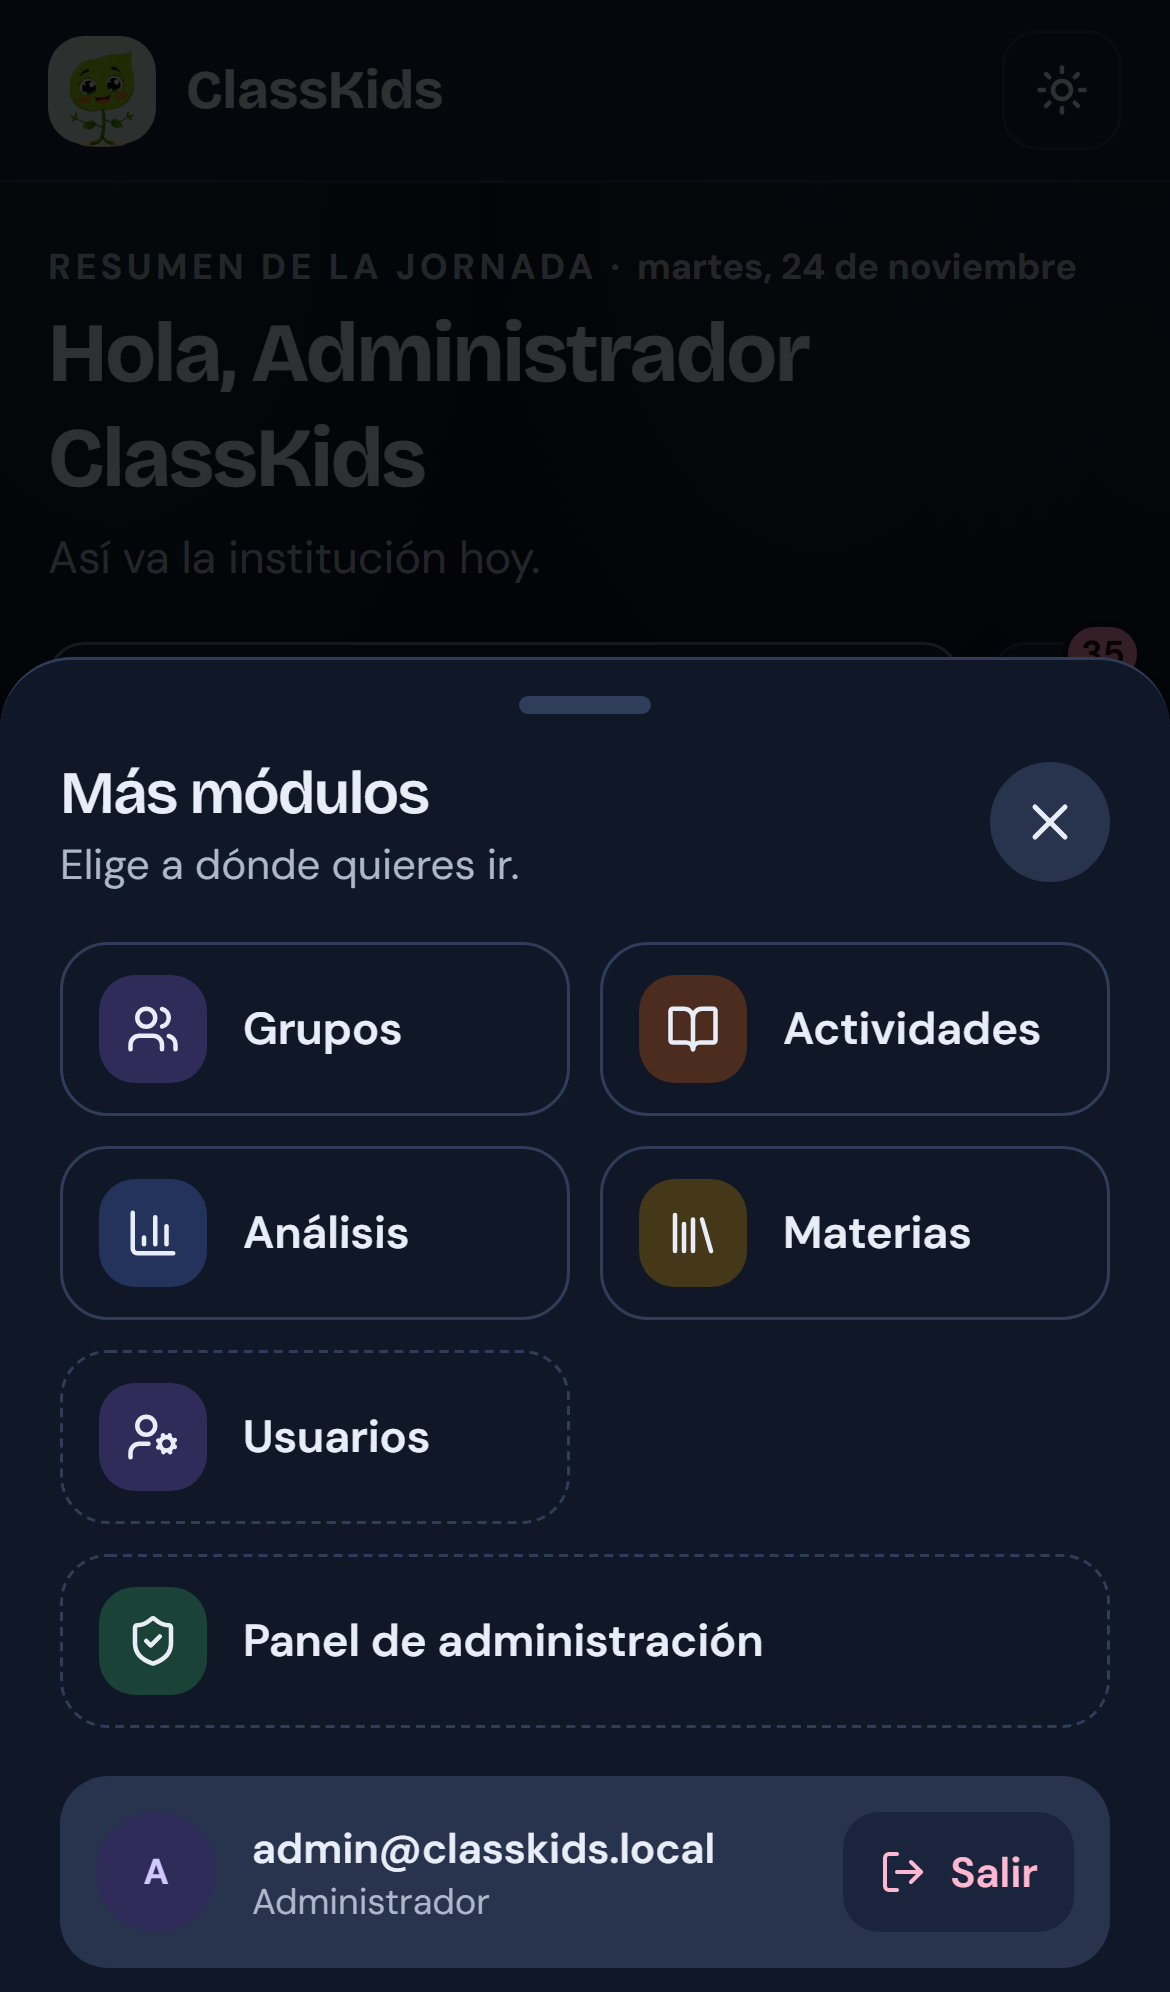 ClassKids
RESUMEN DE LA JORNADA · martes, 24 de noviembre
Hola, Administrador
ClassKids
Así va la institución hoy.
35
Más módulos
Elige a dónde quieres ir.
Grupos
Actividades
Análisis
Materias
Usuarios
Panel de administración
A
admin@classkids.local
Administrador
Salir